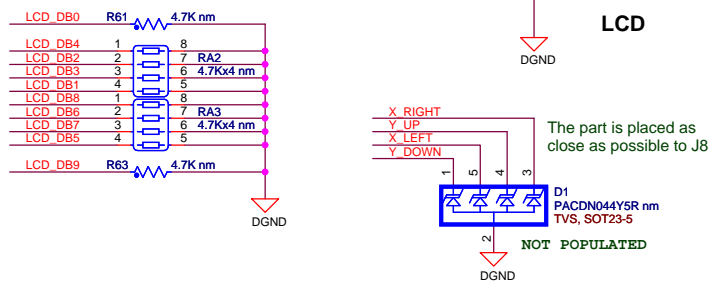 LCD_DB0 R61 4.7K nm
LCD_DB4 1 8
LCD_DB2 2 7 RA2
LCD_DB3 3 6 4.7Kx4 nm
LCD_DB1 4 5
LCD_DB8 1 8
LCD_DB6 2 7 RA3
LCD_DB7 3 6 4.7Kx4 nm
LCD_DB5 4 5
LCD_DB9 R63 4.7K nm
DGND
LCD
DGND
X_RIGHT
Y_UP
X_LEFT
Y_DOWN
The part is placed as
close as possible to J8
1 5 4 3
D1
PACDN044Y5R nm
TVS, SOT23-5
2
NOT POPULATED
DGND